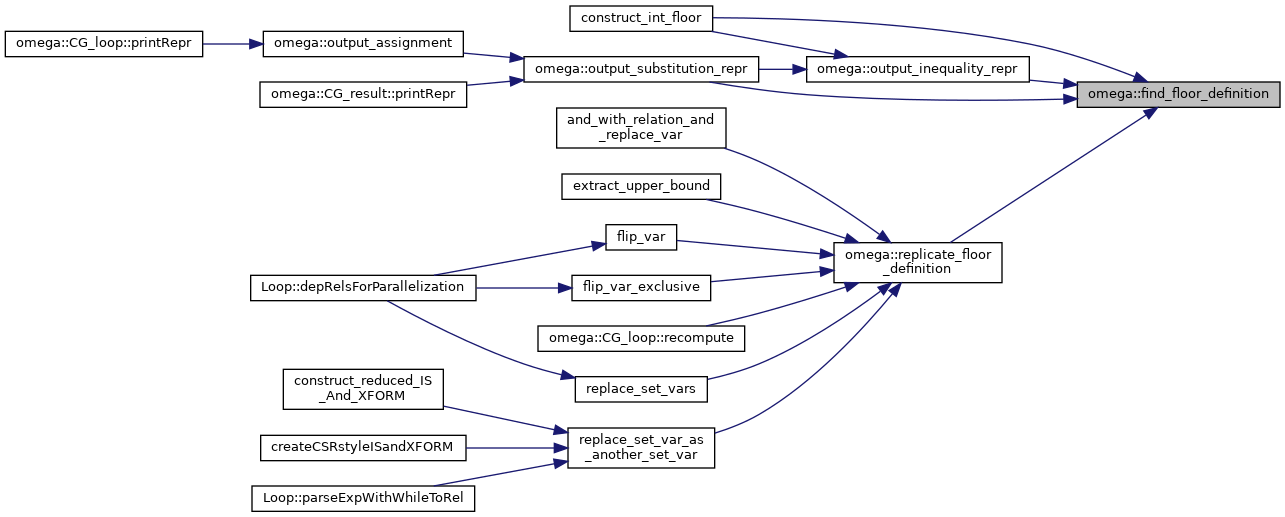 construct_int_floor
omega::CG_loop::printRepr
omega::output_assignment
omega::output_substitution_repr
omega::output_inequality_repr
omega::CG_result::printRepr
omega::find_floor_definition
and_with_relation_and
_replace_var
extract_upper_bound
flip_var
omega::replicate_floor
_definition
Loop::depRelsForParallelization
flip_var_exclusive
omega::CG_loop::recompute
replace_set_vars
construct_reduced_IS
_And_XFORM
createCSRstyleISandXFORM
replace_set_var_as
_another_set_var
Loop::parseExpWithWhileToRel